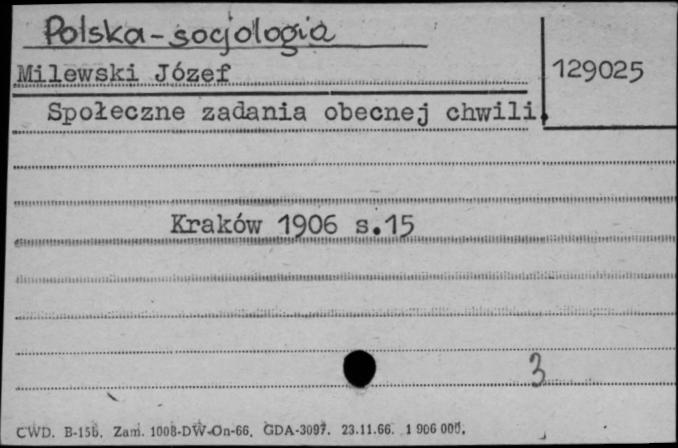 Polska - socjologia
Milewski Józef
129025
Społeczne zadania obecnej chwili.
Kraków 1906 s.15
3
CWD. B-15b. Zam. 1008-DW-On-66. GDA-3097. 23.11.66. 1 906 000.